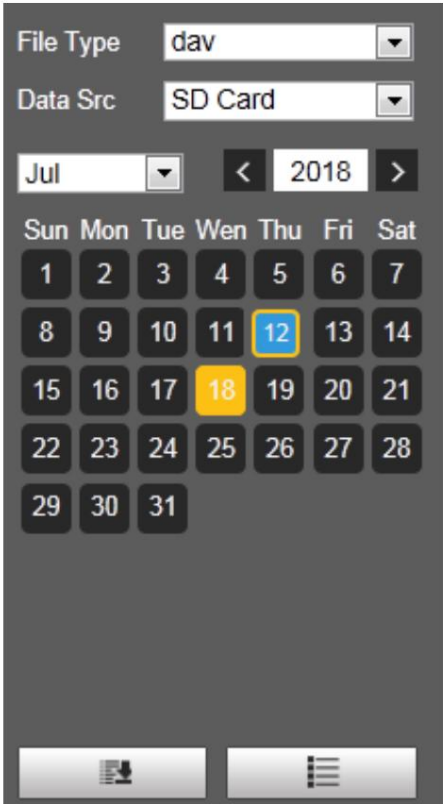 File Type dav
Data Src SD Card
Jul < 2018 >
Sun Mon Tue Wen Thu Fri Sat
1 2 3 4 5 6 7
8 9 10 11 12 13 14
15 16 17 18 19 20 21
22 23 24 25 26 27 28
29 30 31